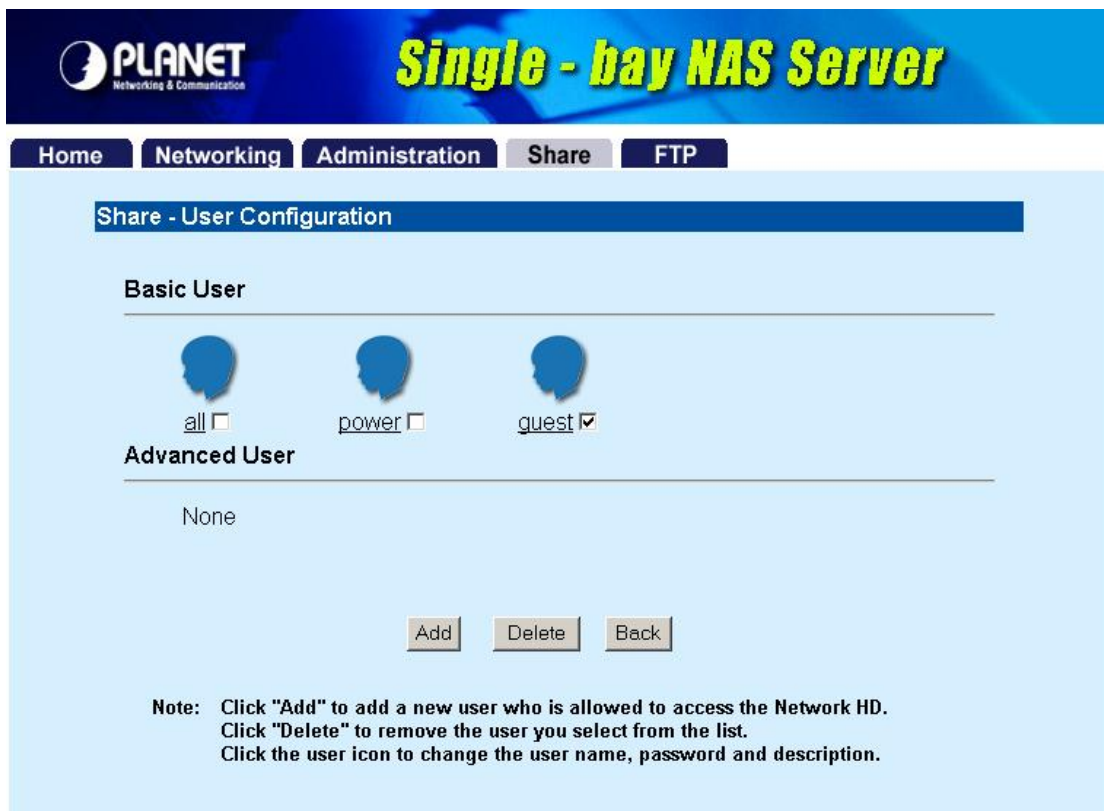 PLANET
Networking & Communication
Single - bay NAS Server
Home Networking Administration Share FTP
Share - User Configuration
Basic User
all power guest
Advanced User
None
Add Delete Back
Note: Click "Add" to add a new user who is allowed to access the Network HD.
Click "Delete" to remove the user you select from the list.
Click the user icon to change the user name, password and description.